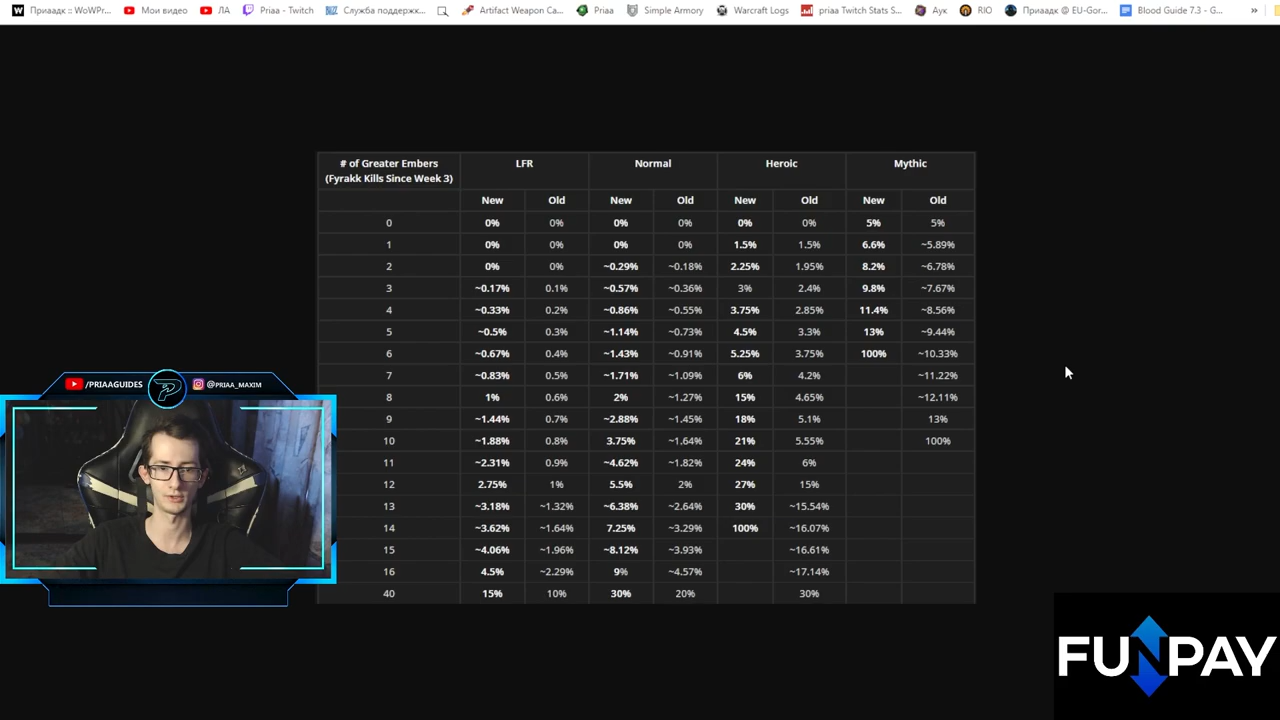 Приаадк :: WoWPr... Мои видео ЛА Priaa - Twitch Служба поддержк... Artifact Weapon Ca... Priaa Simple Armory Warcraft Logs priaa Twitch Stats S... Аук RIO Приаадк @ EU-Gor... Blood Guide 7.3 - G... »
# of Greater Embers LFR Normal Heroic Mythic
(Fyrakk Kills Since Week 3)
New Old New Old New Old New Old
0 0% 0% 0% 0% 0% 0% 5% 5%
1 0% 0% 0% 0% 1.5% 1.5% 6.6% ~5.89%
2 0% 0% ~0.29% ~0.18% 2.25% 1.95% 8.2% ~6.78%
3 ~0.17% 0.1% ~0.57% ~0.36% 3% 2.4% 9.8% ~7.67%
4 ~0.33% 0.2% ~0.86% ~0.55% 3.75% 2.85% 11.4% ~8.56%
5 ~0.5% 0.3% ~1.14% ~0.73% 4.5% 3.3% 13% ~9.44%
6 ~0.67% 0.4% ~1.43% ~0.91% 5.25% 3.75% 100% ~10.33%
7 ~0.83% 0.5% ~1.71% ~1.09% 6% 4.2% ~11.22%
8 1% 0.6% 2% ~1.27% 15% 4.65% ~12.11%
9 ~1.44% 0.7% ~2.88% ~1.45% 18% 5.1% 13%
10 ~1.88% 0.8% 3.75% ~1.64% 21% 5.55% 100%
11 ~2.31% 0.9% ~4.62% ~1.82% 24% 6%
12 2.75% 1% 5.5% 2% 27% 15%
13 ~3.18% ~1.32% ~6.38% ~2.64% 30% ~15.54%
14 ~3.62% ~1.64% 7.25% ~3.29% 100% ~16.07%
15 ~4.06% ~1.96% ~8.12% ~3.93% ~16.61%
16 4.5% ~2.29% 9% ~4.57% ~17.14%
40 15% 10% 30% 20% 30%
/PRIAAGUIDES @PRIAA_MAXIM
FUNPAY